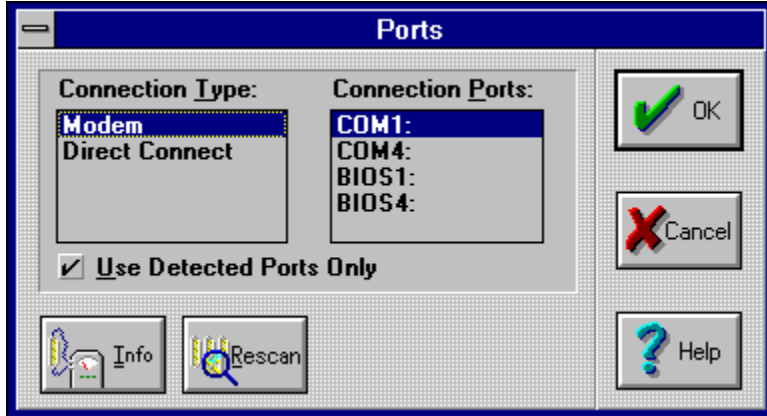 Ports
Connection Type:
Modem
Direct Connect
Connection Ports:
COM1:
COM4:
BIOS1:
BIOS4:
Use Detected Ports Only
Info
Rescan
OK
Cancel
Help